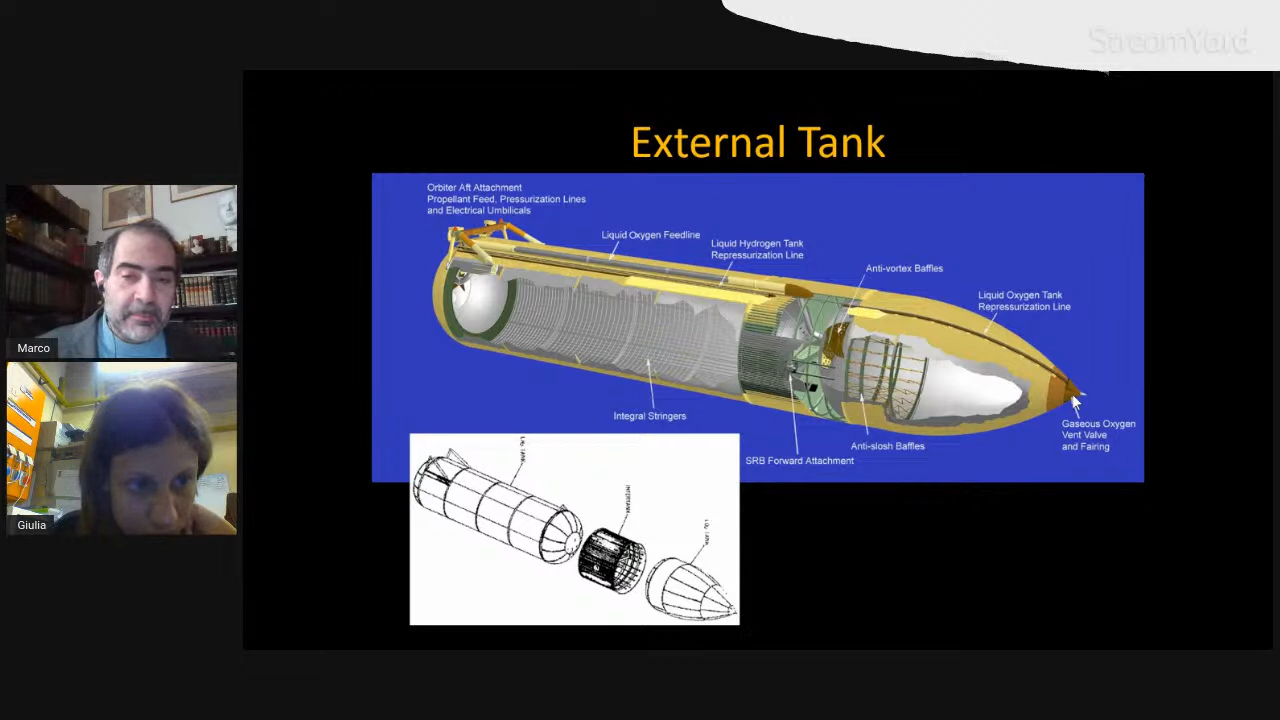 StreamYard
External Tank
Orbiter Aft Attachment
Propellant Feed, Pressurization Lines
and Electrical Umbilicals
Liquid Oxygen Feedline
Liquid Hydrogen Tank
Repressurization Line
Anti-vortex Baffles
Liquid Oxygen Tank
Repressurization Line
Integral Stringers
SRB Forward Attachment
Anti-slosh Baffles
Gaseous Oxygen
Vent Valve
and Fairing
INTERTANK
Marco
Giulia